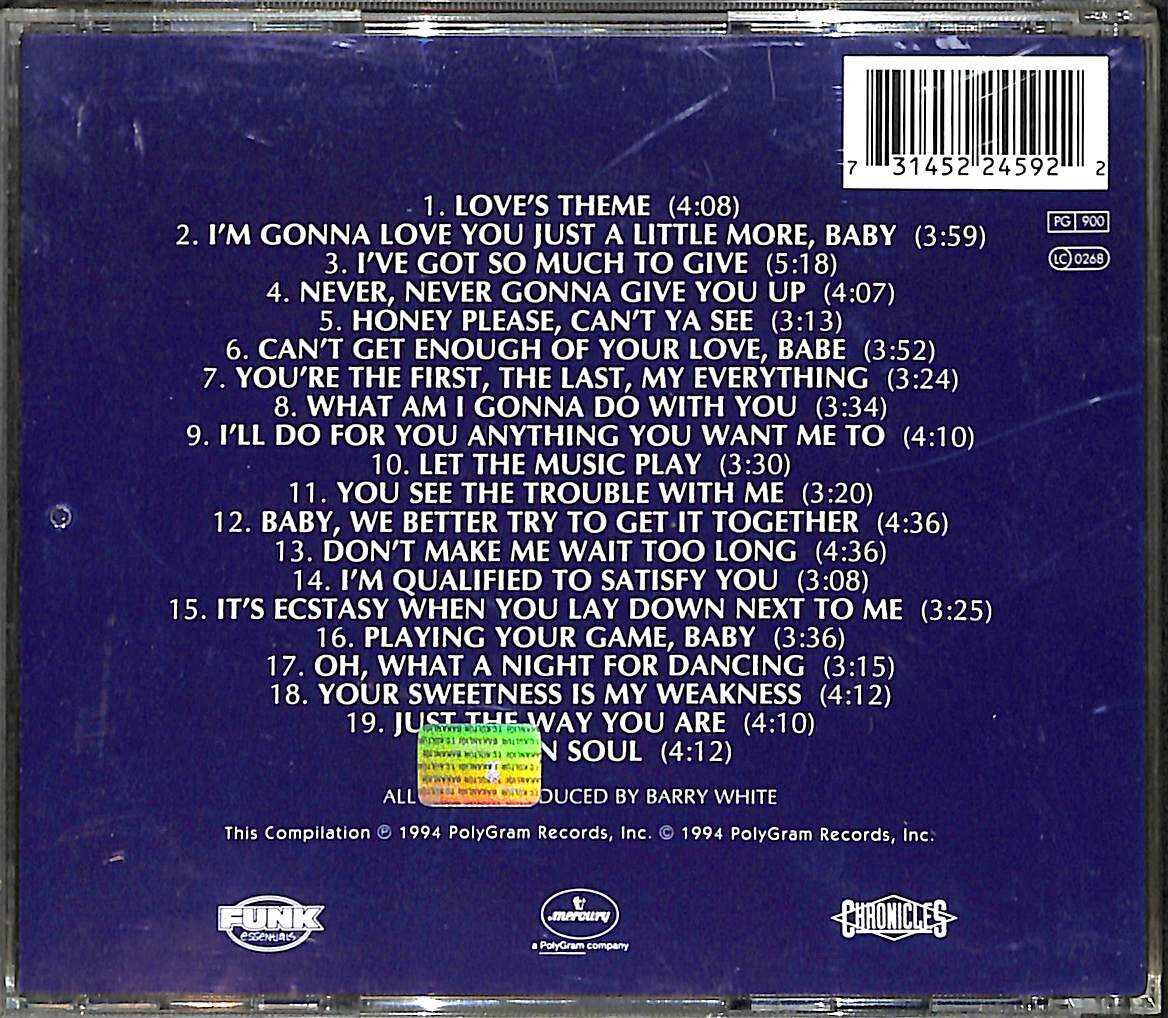 7 31452 24592 2
PG 900
LC 0268
1. LOVE'S THEME (4:08)
2. I'M GONNA LOVE YOU JUST A LITTLE MORE, BABY (3:59)
3. I'VE GOT SO MUCH TO GIVE (5:18)
4. NEVER, NEVER GONNA GIVE YOU UP (4:07)
5. HONEY PLEASE, CAN'T YA SEE (3:13)
6. CAN'T GET ENOUGH OF YOUR LOVE, BABE (3:52)
7. YOU'RE THE FIRST, THE LAST, MY EVERYTHING (3:24)
8. WHAT AM I GONNA DO WITH YOU (3:34)
9. I'LL DO FOR YOU ANYTHING YOU WANT ME TO (4:10)
10. LET THE MUSIC PLAY (3:30)
11. YOU SEE THE TROUBLE WITH ME (3:20)
12. BABY, WE BETTER TRY TO GET IT TOGETHER (4:36)
13. DON'T MAKE ME WAIT TOO LONG (4:36)
14. I'M QUALIFIED TO SATISFY YOU (3:08)
15. IT'S ECSTASY WHEN YOU LAY DOWN NEXT TO ME (3:25)
16. PLAYING YOUR GAME, BABY (3:36)
17. OH, WHAT A NIGHT FOR DANCING (3:15)
18. YOUR SWEETNESS IS MY WEAKNESS (4:12)
19. JUST THE WAY YOU ARE (4:10)
SOUL (4:12)
ALL BY BARRY WHITE
This Compilation ℗ 1994 PolyGram Records, Inc. © 1994 PolyGram Records, Inc.
FUNK
essentials
mercury
a PolyGram company
CHRONICLES